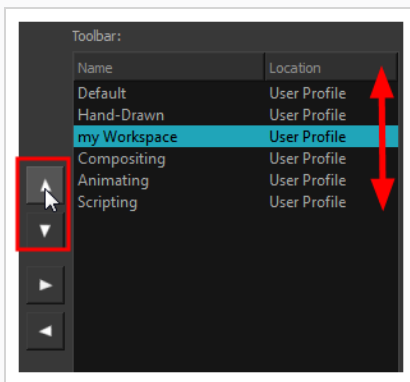 Toolbar:
Name Location
Default User Profile
Hand-Drawn User Profile
my Workspace User Profile
Compositing User Profile
Animating User Profile
Scripting User Profile